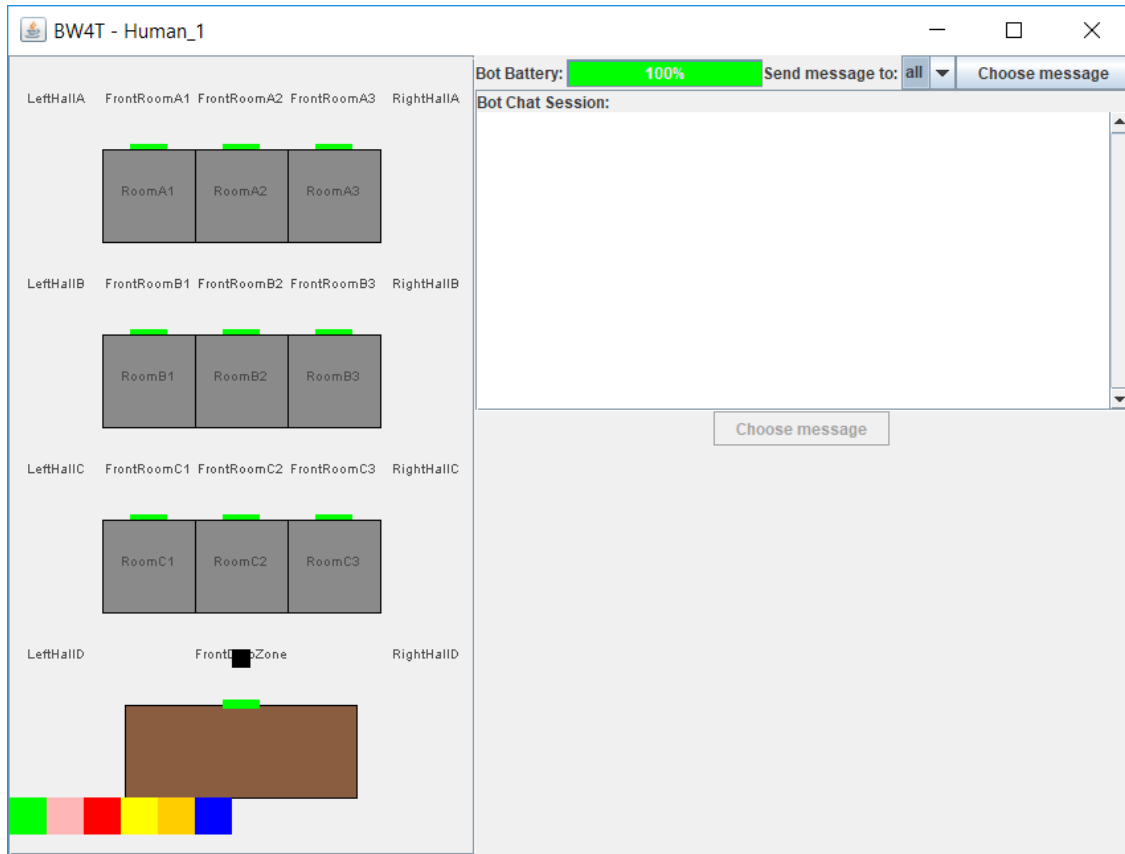 BW4T - Human_1
Bot Battery: 100% Send message to: all Choose message
Bot Chat Session:
LeftHallA FrontRoomA1 FrontRoomA2 FrontRoomA3 RightHallA
RoomA1 RoomA2 RoomA3
LeftHallB FrontRoomB1 FrontRoomB2 FrontRoomB3 RightHallB
RoomB1 RoomB2 RoomB3
Choose message
LeftHallC FrontRoomC1 FrontRoomC2 FrontRoomC3 RightHallC
RoomC1 RoomC2 RoomC3
LeftHallD FrontDropZone RightHallD